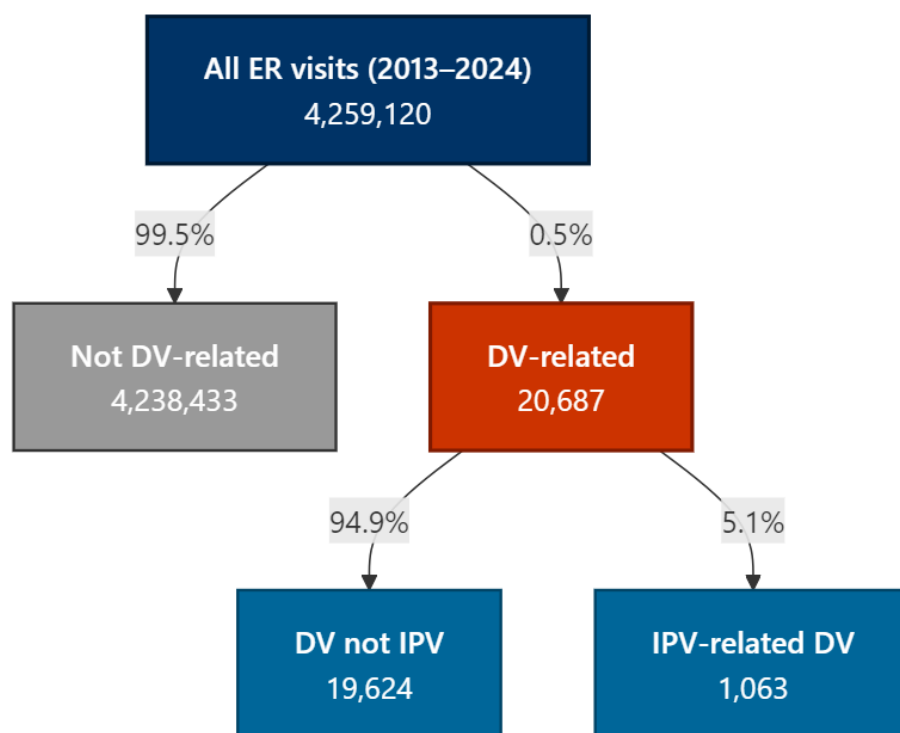 All ER visits (2013–2024)
4,259,120
99.5%
0.5%
Not DV-related
4,238,433
DV-related
20,687
94.9%
5.1%
DV not IPV
19,624
IPV-related DV
1,063